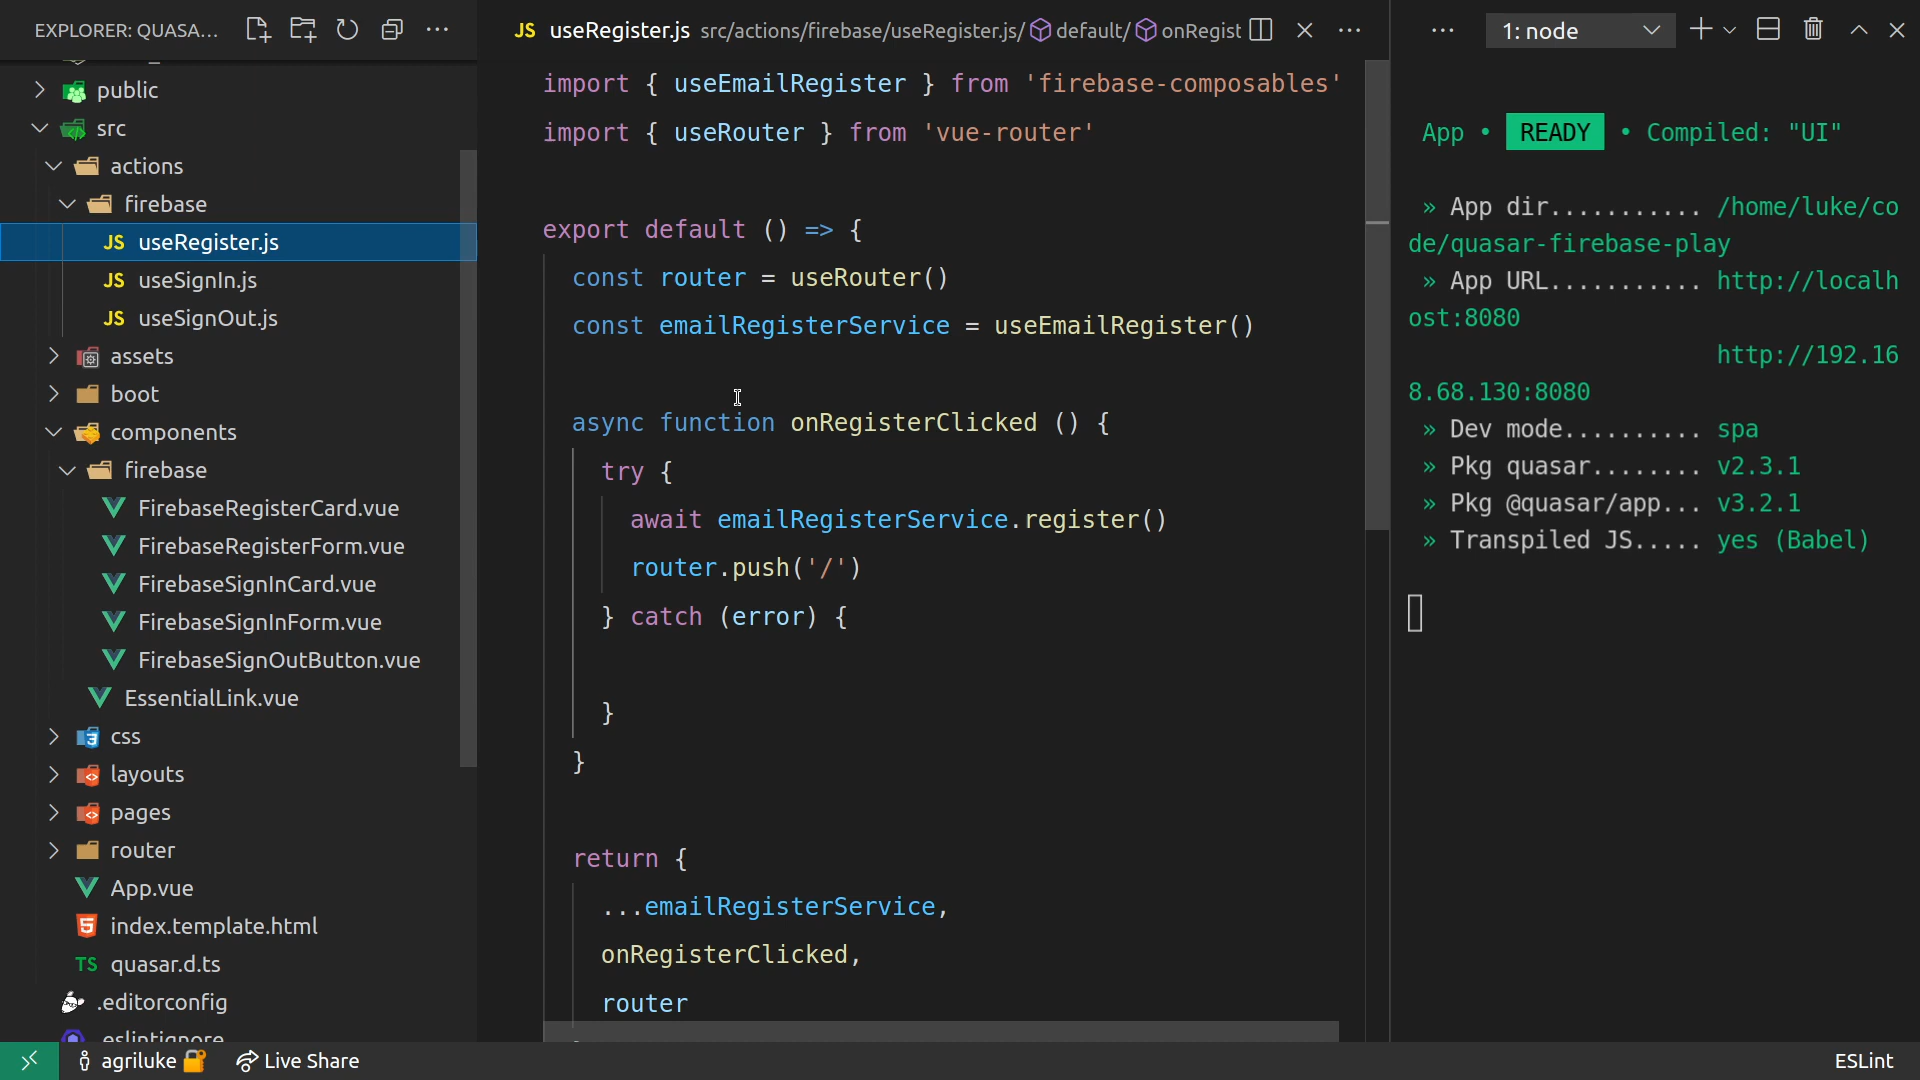 EXPLORER: QUASA...
public
src
actions
firebase
JS useRegister.js
JS useSignIn.js
JS useSignOut.js
assets
boot
components
firebase
FirebaseRegisterCard.vue
FirebaseRegisterForm.vue
FirebaseSignInCard.vue
FirebaseSignInForm.vue
FirebaseSignOutButton.vue
EssentialLink.vue
css
layouts
pages
router
App.vue
index.template.html
TS quasar.d.ts
.editorconfig
.eslintignore
JS useRegister.js src/actions/firebase/useRegister.js/ default/ onRegist
import { useEmailRegister } from 'firebase-composables'
import { useRouter } from 'vue-router'
export default () => {
const router = useRouter()
const emailRegisterService = useEmailRegister()
async function onRegisterClicked () {
try {
await emailRegisterService.register()
router.push('/')
} catch (error) {
}
}
return {
...emailRegisterService,
onRegisterClicked,
router
1: node
App • READY • Compiled: "UI"
» App dir........... /home/luke/co
de/quasar-firebase-play
» App URL........... http://localh
ost:8080
http://192.16
8.68.130:8080
» Dev mode.......... spa
» Pkg quasar........ v2.3.1
» Pkg @quasar/app... v3.2.1
» Transpiled JS..... yes (Babel)
agriluke Live Share
ESLint